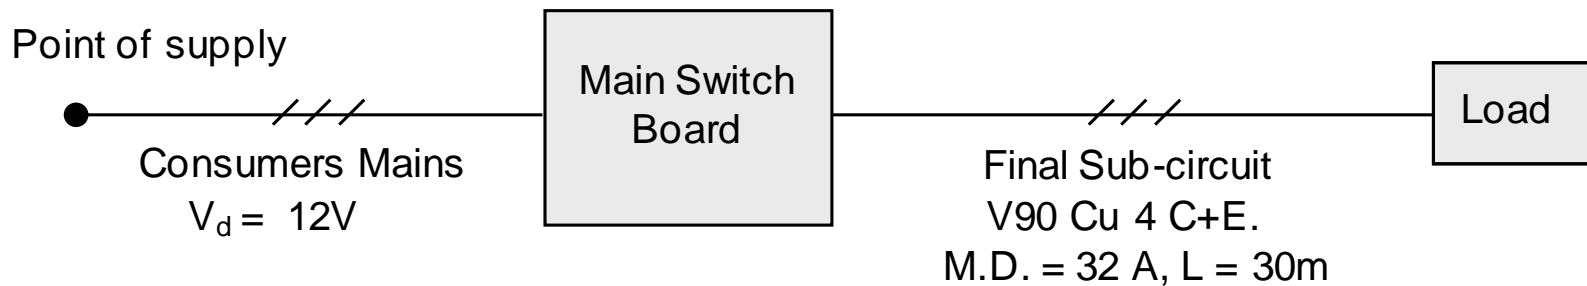 Point of supply
Main Switch
Board
Load
Consumers Mains
V_d = 12V
Final Sub-circuit
V90 Cu 4 C+E.
M.D. = 32 A, L = 30m